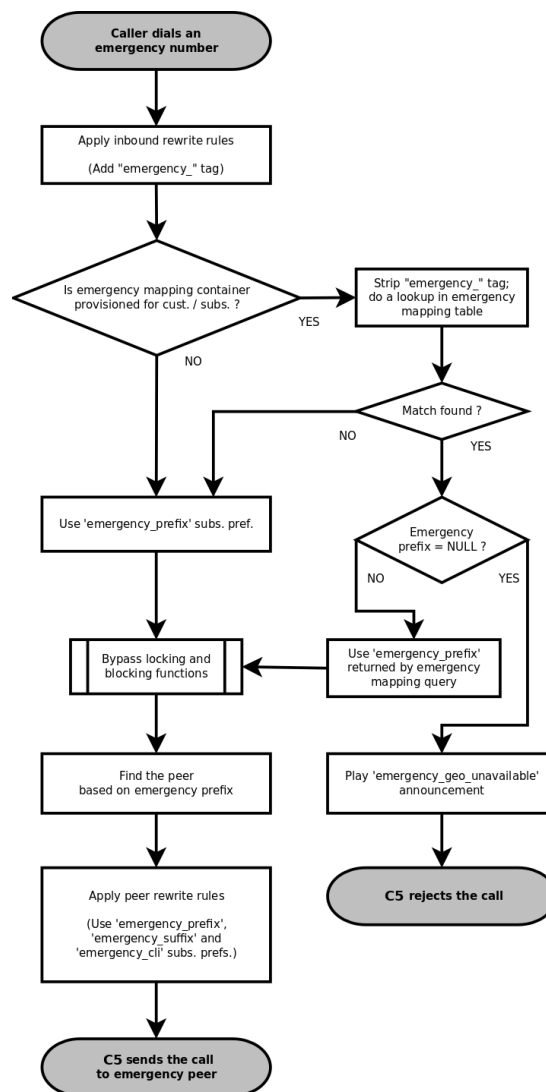 Caller dials an
emergency number
Apply inbound rewrite rules
(Add "emergency_" tag)
Is emergency mapping container
provisioned for cust. / subs. ?
YES
NO
Strip "emergency_" tag;
do a lookup in emergency
mapping table
Match found ?
NO
YES
Use 'emergency_prefix' subs. pref.
Emergency
prefix = NULL ?
NO
YES
Bypass locking and
blocking functions
Use 'emergency_prefix'
returned by emergency
mapping query
Find the peer
based on emergency prefix
Play 'emergency_geo_unavailable'
announcement
Apply peer rewrite rules
(Use 'emergency_prefix',
'emergency_suffix' and
'emergency_cli' subs. prefs.)
C5 rejects the call
C5 sends the call
to emergency peer